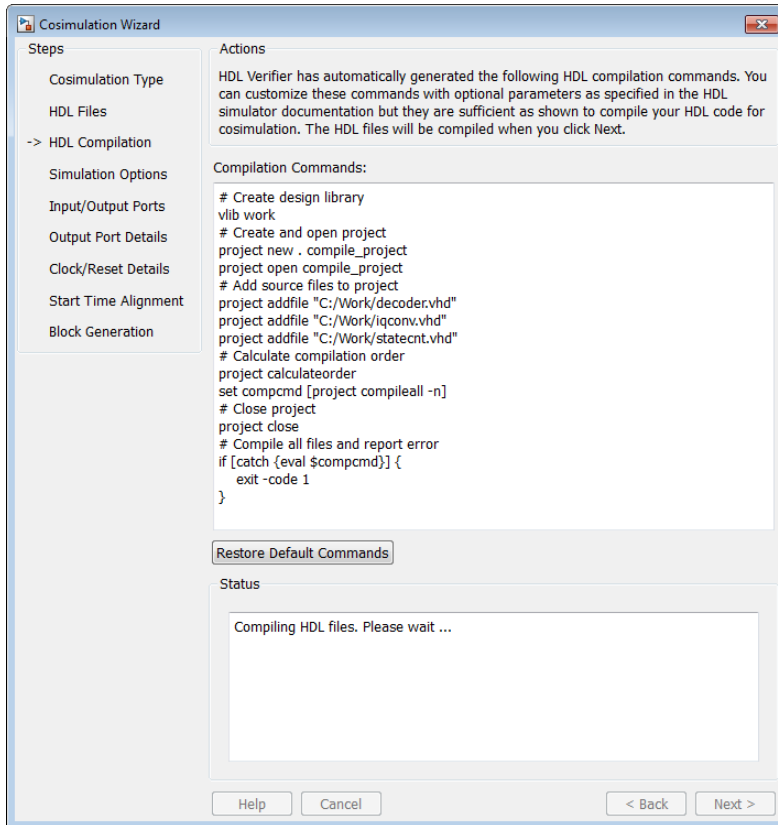 Cosimulation Wizard
Steps
Cosimulation Type
HDL Files
-> HDL Compilation
Simulation Options
Input/Output Ports
Output Port Details
Clock/Reset Details
Start Time Alignment
Block Generation
Actions
HDL Verifier has automatically generated the following HDL compilation commands. You
can customize these commands with optional parameters as specified in the HDL
simulator documentation but they are sufficient as shown to compile your HDL code for
cosimulation. The HDL files will be compiled when you click Next.
Compilation Commands:
# Create design library
vlib work
# Create and open project
project new . compile_project
project open compile_project
# Add source files to project
project addfile "C:/Work/decoder.vhd"
project addfile "C:/Work/iqconv.vhd"
project addfile "C:/Work/statecnt.vhd"
# Calculate compilation order
project calculateorder
set compcmd [project compileall -n]
# Close project
project close
# Compile all files and report error
if [catch {eval $compcmd}] {
exit -code 1
}
Restore Default Commands
Status
Compiling HDL files. Please wait ...
Help
Cancel
< Back
Next >